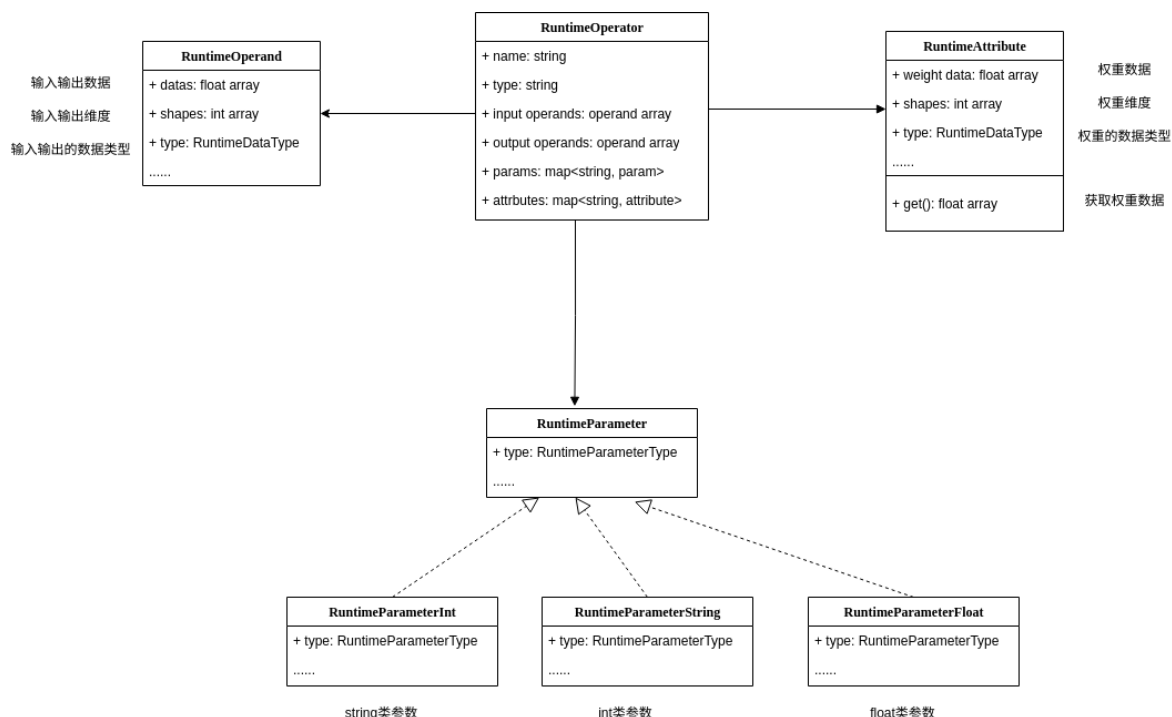 RuntimeOperator
+ name: string
+ type: string
+ input operands: operand array
+ output operands: operand array
+ params: map<string, param>
+ attrbutes: map<string, attribute>
RuntimeOperand
+ datas: float array
+ shapes: int array
+ type: RuntimeDataType
......
输入输出数据
输入输出维度
输入输出的数据类型
RuntimeAttribute
+ weight data: float array
+ shapes: int array
+ type: RuntimeDataType
......
+ get(): float array
权重数据
权重维度
权重的数据类型
获取权重数据
RuntimeParameter
+ type: RuntimeParameterType
......
RuntimeParameterInt
+ type: RuntimeParameterType
......
string类参数
RuntimeParameterString
+ type: RuntimeParameterType
......
int类参数
RuntimeParameterFloat
+ type: RuntimeParameterType
......
float类参数